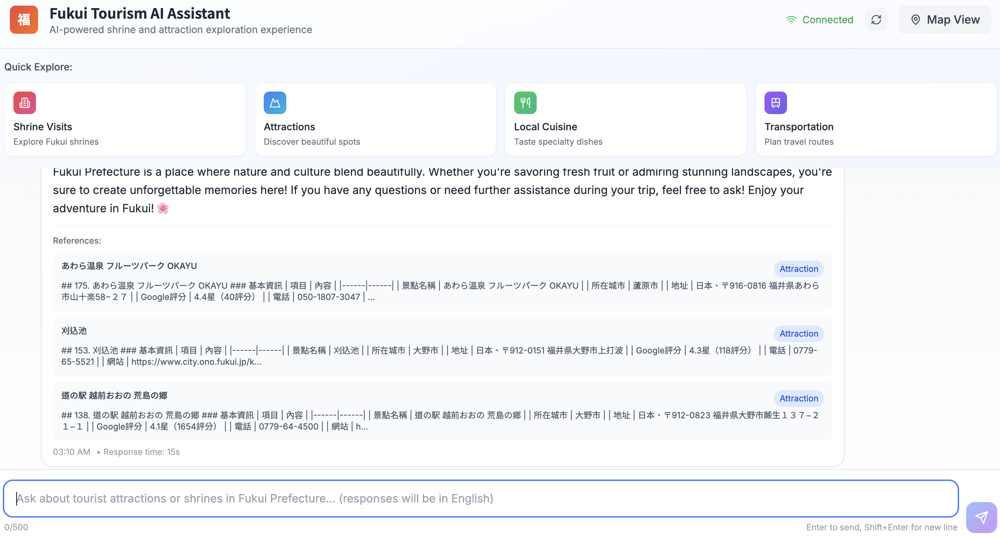 福
Fukui Tourism AI Assistant
AI-powered shrine and attraction exploration experience
Connected
Map View
Quick Explore:
Shrine Visits
Explore Fukui shrines
Attractions
Discover beautiful spots
Local Cuisine
Taste specialty dishes
Transportation
Plan travel routes
Fukui Prefecture is a place where nature and culture blend beautifully. Whether you're savoring fresh fruit or admiring stunning landscapes, you're
sure to create unforgettable memories here! If you have any questions or need further assistance during your trip, feel free to ask! Enjoy your
adventure in Fukui! 🌸
References:
あわら温泉 フルーツパーク OKAYU
Attraction
## 175. あわら温泉 フルーツパーク OKAYU ### 基本資訊 | 項目 | 內容 | |------|------| | 景點名稱 | あわら温泉 フルーツパーク OKAYU | | 所在城市 | 蘆原市 | | 地址 | 日本、〒916-0816 福井県あわら
市山十楽58−２７ | | Google評分 | 4.4星（40評分） | | 電話 | 050-1807-3047 | ...
刈込池
Attraction
## 153. 刈込池 ### 基本資訊 | 項目 | 內容 | |------|------| | 景點名稱 | 刈込池 | | 所在城市 | 大野市 | | 地址 | 日本、〒912-0151 福井県大野市上打波 | | Google評分 | 4.3星（118評分） | | 電話 | 0779-
65-5521 | | 網站 | https://www.city.ono.fukui.jp/k...
道の駅 越前おおの 荒島の郷
Attraction
## 138. 道の駅 越前おおの 荒島の郷 ### 基本資訊 | 項目 | 內容 | |------|------| | 景點名稱 | 道の駅 越前おおの 荒島の郷 | | 所在城市 | 大野市 | | 地址 | 日本、〒912-0823 福井県大野市蕨生１３７−２
１−１ | | Google評分 | 4.1星（1654評分） | | 電話 | 0779-64-4500 | | 網站 | h...
03:10 AM • Response time: 15s
Ask about tourist attractions or shrines in Fukui Prefecture... (responses will be in English)
0/500
Enter to send, Shift+Enter for new line